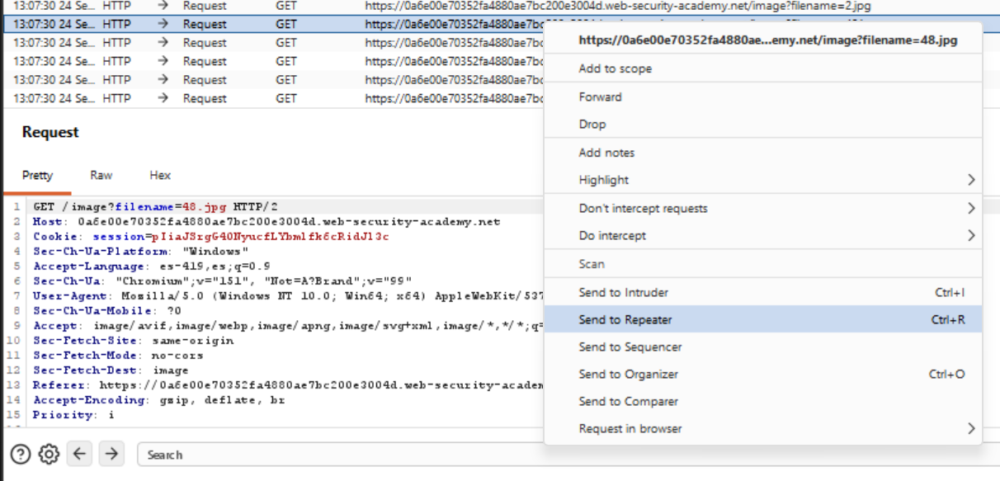 13:07:30 24 Se... HTTP → Request GET https://0a6e00e70352fa4880ae7bc200e3004d.web-security-academy.net/image?filename=2.jpg
13:07:30 24 Se... HTTP → Request GET https://0a6e00e70352fa4880ae7bc
13:07:30 24 Se... HTTP → Request GET https://0a6e00e70352fa4880ae7bc
13:07:30 24 Se... HTTP → Request GET https://0a6e00e70352fa4880ae7bc
13:07:30 24 Se... HTTP → Request GET https://0a6e00e70352fa4880ae7bc
13:07:30 24 Se... HTTP → Request GET https://0a6e00e70352fa4880ae7bc
https://0a6e00e70352fa4880ae...emy.net/image?filename=48.jpg
Add to scope
Forward
Drop
Add notes
Highlight
Don't intercept requests
Do intercept
Scan
Send to Intruder Ctrl+I
Send to Repeater Ctrl+R
Send to Sequencer
Send to Organizer Ctrl+O
Send to Comparer
Request in browser
Request
Pretty Raw Hex
1 GET /image?filename=48.jpg HTTP/2
2 Host: 0a6e00e70352fa4880ae7bc200e3004d.web-security-academy.net
3 Cookie: session=pIiaJSrgG40NyucfLYbmlfk6cRidJl3c
4 Sec-Ch-Ua-Platform: "Windows"
5 Accept-Language: es-419,es;q=0.9
6 Sec-Ch-Ua: "Chromium";v="151", "Not=A?Brand";v="99"
7 User-Agent: Mozilla/5.0 (Windows NT 10.0; Win64; x64) AppleWebKit/537
8 Sec-Ch-Ua-Mobile: ?0
9 Accept: image/avif,image/webp,image/apng,image/svg+xml,image/*,*/*;q=
10 Sec-Fetch-Site: same-origin
11 Sec-Fetch-Mode: no-cors
12 Sec-Fetch-Dest: image
13 Referer: https://0a6e00e70352fa4880ae7bc200e3004d.web-security-academ
14 Accept-Encoding: gzip, deflate, br
15 Priority: i
Search